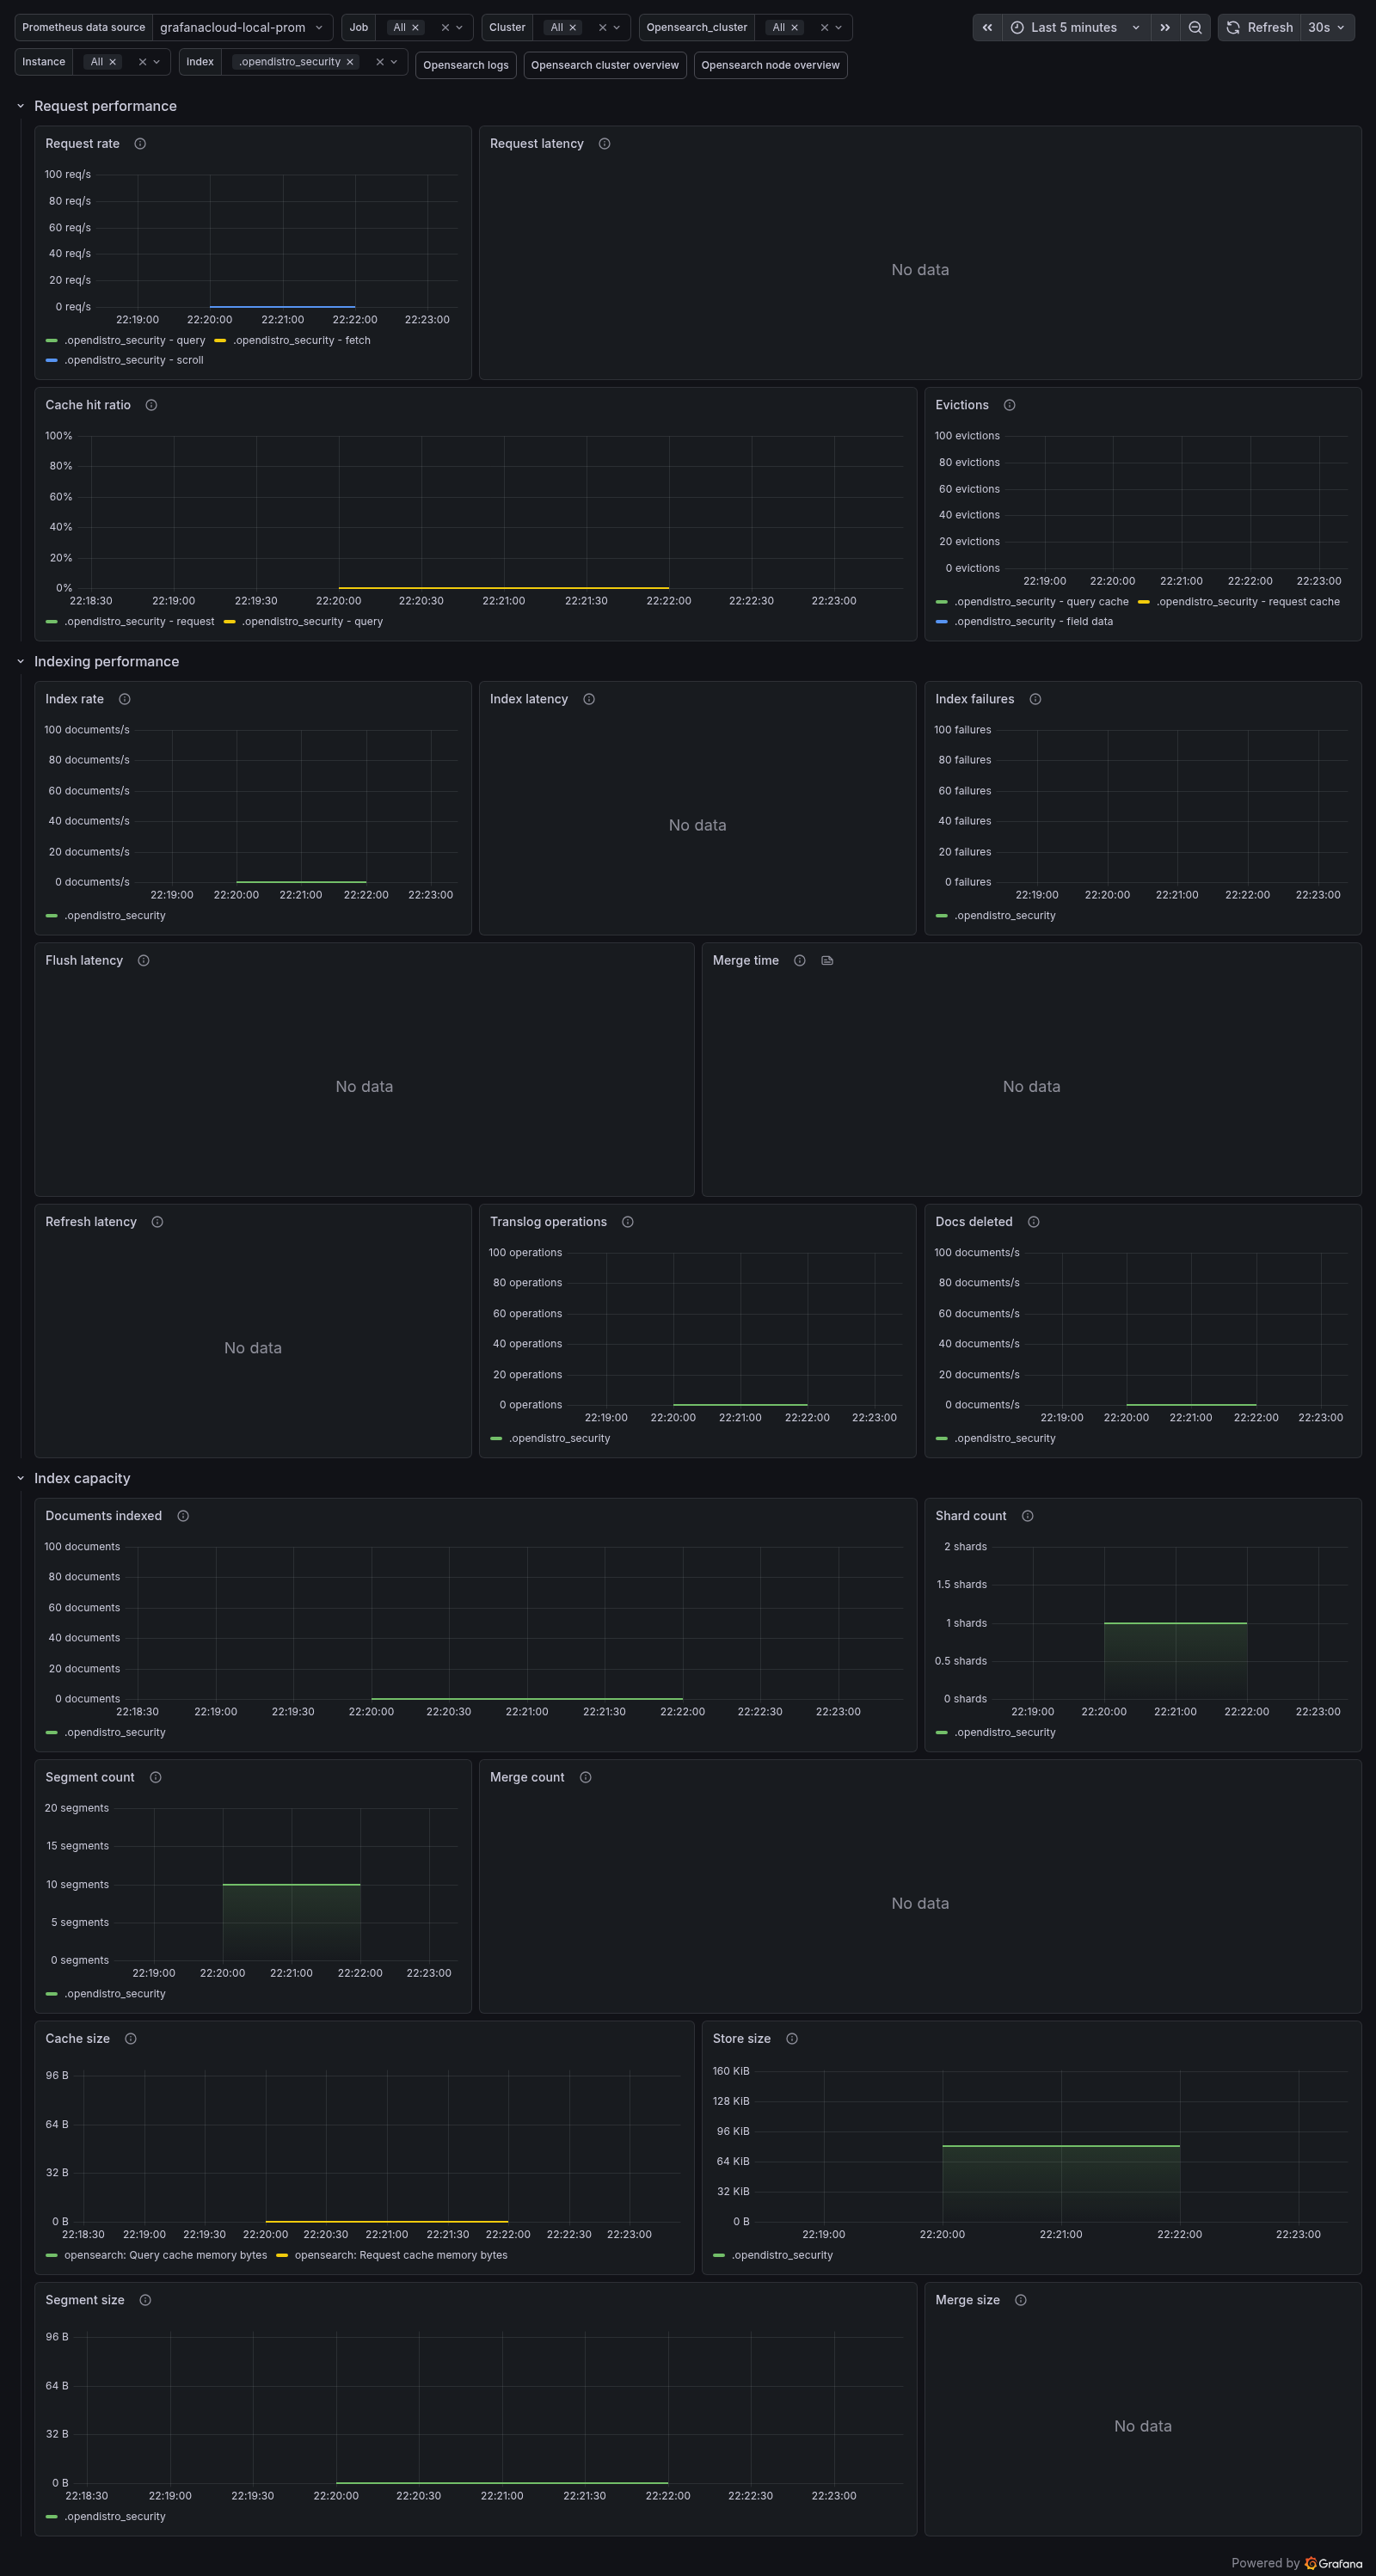 Prometheus data source grafanacloud-local-prom Job All Cluster All Opensearch_cluster All Last 5 minutes Refresh 30s
Instance All index .opendistro_security Opensearch logs Opensearch cluster overview Opensearch node overview
Request performance
Request rate
100 req/s
80 req/s
60 req/s
40 req/s
20 req/s
0 req/s
22:19:00 22:20:00 22:21:00 22:22:00 22:23:00
.opendistro_security - query .opendistro_security - fetch
.opendistro_security - scroll
Request latency
No data
Cache hit ratio
100%
80%
60%
40%
20%
0%
22:18:30 22:19:00 22:19:30 22:20:00 22:20:30 22:21:00 22:21:30 22:22:00 22:22:30 22:23:00
.opendistro_security - request .opendistro_security - query
Evictions
100 evictions
80 evictions
60 evictions
40 evictions
20 evictions
0 evictions
22:19:00 22:20:00 22:21:00 22:22:00 22:23:00
.opendistro_security - query cache .opendistro_security - request cache
.opendistro_security - field data
Indexing performance
Index rate
100 documents/s
80 documents/s
60 documents/s
40 documents/s
20 documents/s
0 documents/s
22:19:00 22:20:00 22:21:00 22:22:00 22:23:00
.opendistro_security
Index latency
No data
Index failures
100 failures
80 failures
60 failures
40 failures
20 failures
0 failures
22:19:00 22:20:00 22:21:00 22:22:00 22:23:00
.opendistro_security
Flush latency
No data
Merge time
No data
Refresh latency
No data
Translog operations
100 operations
80 operations
60 operations
40 operations
20 operations
0 operations
22:19:00 22:20:00 22:21:00 22:22:00 22:23:00
.opendistro_security
Docs deleted
100 documents/s
80 documents/s
60 documents/s
40 documents/s
20 documents/s
0 documents/s
22:19:00 22:20:00 22:21:00 22:22:00 22:23:00
.opendistro_security
Index capacity
Documents indexed
100 documents
80 documents
60 documents
40 documents
20 documents
0 documents
22:18:30 22:19:00 22:19:30 22:20:00 22:20:30 22:21:00 22:21:30 22:22:00 22:22:30 22:23:00
.opendistro_security
Shard count
2 shards
1.5 shards
1 shards
0.5 shards
0 shards
22:19:00 22:20:00 22:21:00 22:22:00 22:23:00
.opendistro_security
Segment count
20 segments
15 segments
10 segments
5 segments
0 segments
22:19:00 22:20:00 22:21:00 22:22:00 22:23:00
.opendistro_security
Merge count
No data
Cache size
96 B
64 B
32 B
0 B
22:18:30 22:19:00 22:19:30 22:20:00 22:20:30 22:21:00 22:21:30 22:22:00 22:22:30 22:23:00
opensearch: Query cache memory bytes opensearch: Request cache memory bytes
Store size
160 KiB
128 KiB
96 KiB
64 KiB
32 KiB
0 B
22:19:00 22:20:00 22:21:00 22:22:00 22:23:00
.opendistro_security
Segment size
96 B
64 B
32 B
0 B
22:18:30 22:19:00 22:19:30 22:20:00 22:20:30 22:21:00 22:21:30 22:22:00 22:22:30 22:23:00
.opendistro_security
Merge size
No data
Powered by Grafana